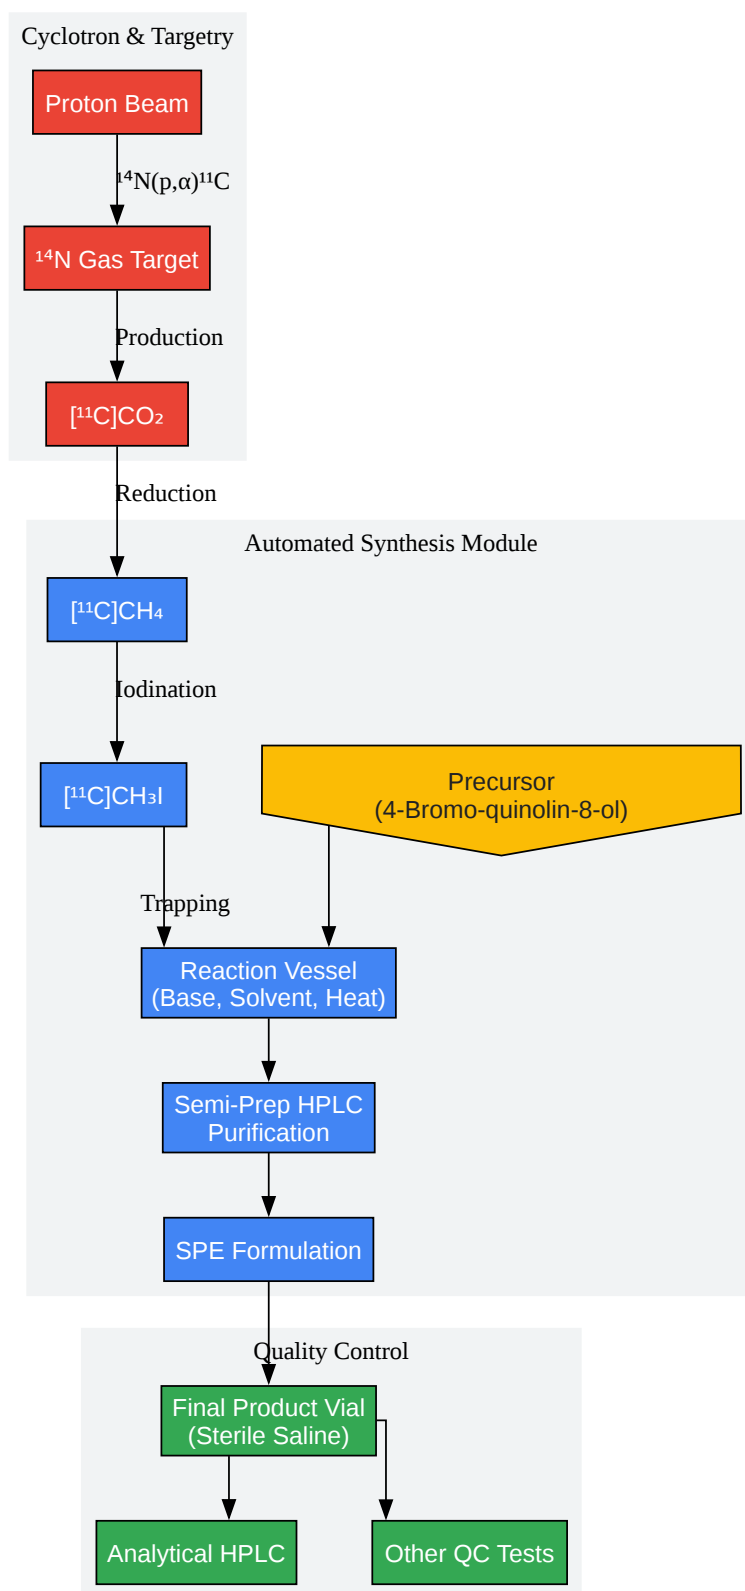 Cyclotron & Targetry
Proton Beam
¹⁴N(p,α)¹¹C
¹⁴N Gas Target
Production
[¹¹C]CO₂
Reduction
Automated Synthesis Module
[¹¹C]CH₄
Iodination
[¹¹C]CH₃I
Precursor
(4-Bromo-quinolin-8-ol)
Trapping
Reaction Vessel
(Base, Solvent, Heat)
Semi-Prep HPLC
Purification
SPE Formulation
Quality Control
Final Product Vial
(Sterile Saline)
Analytical HPLC
Other QC Tests